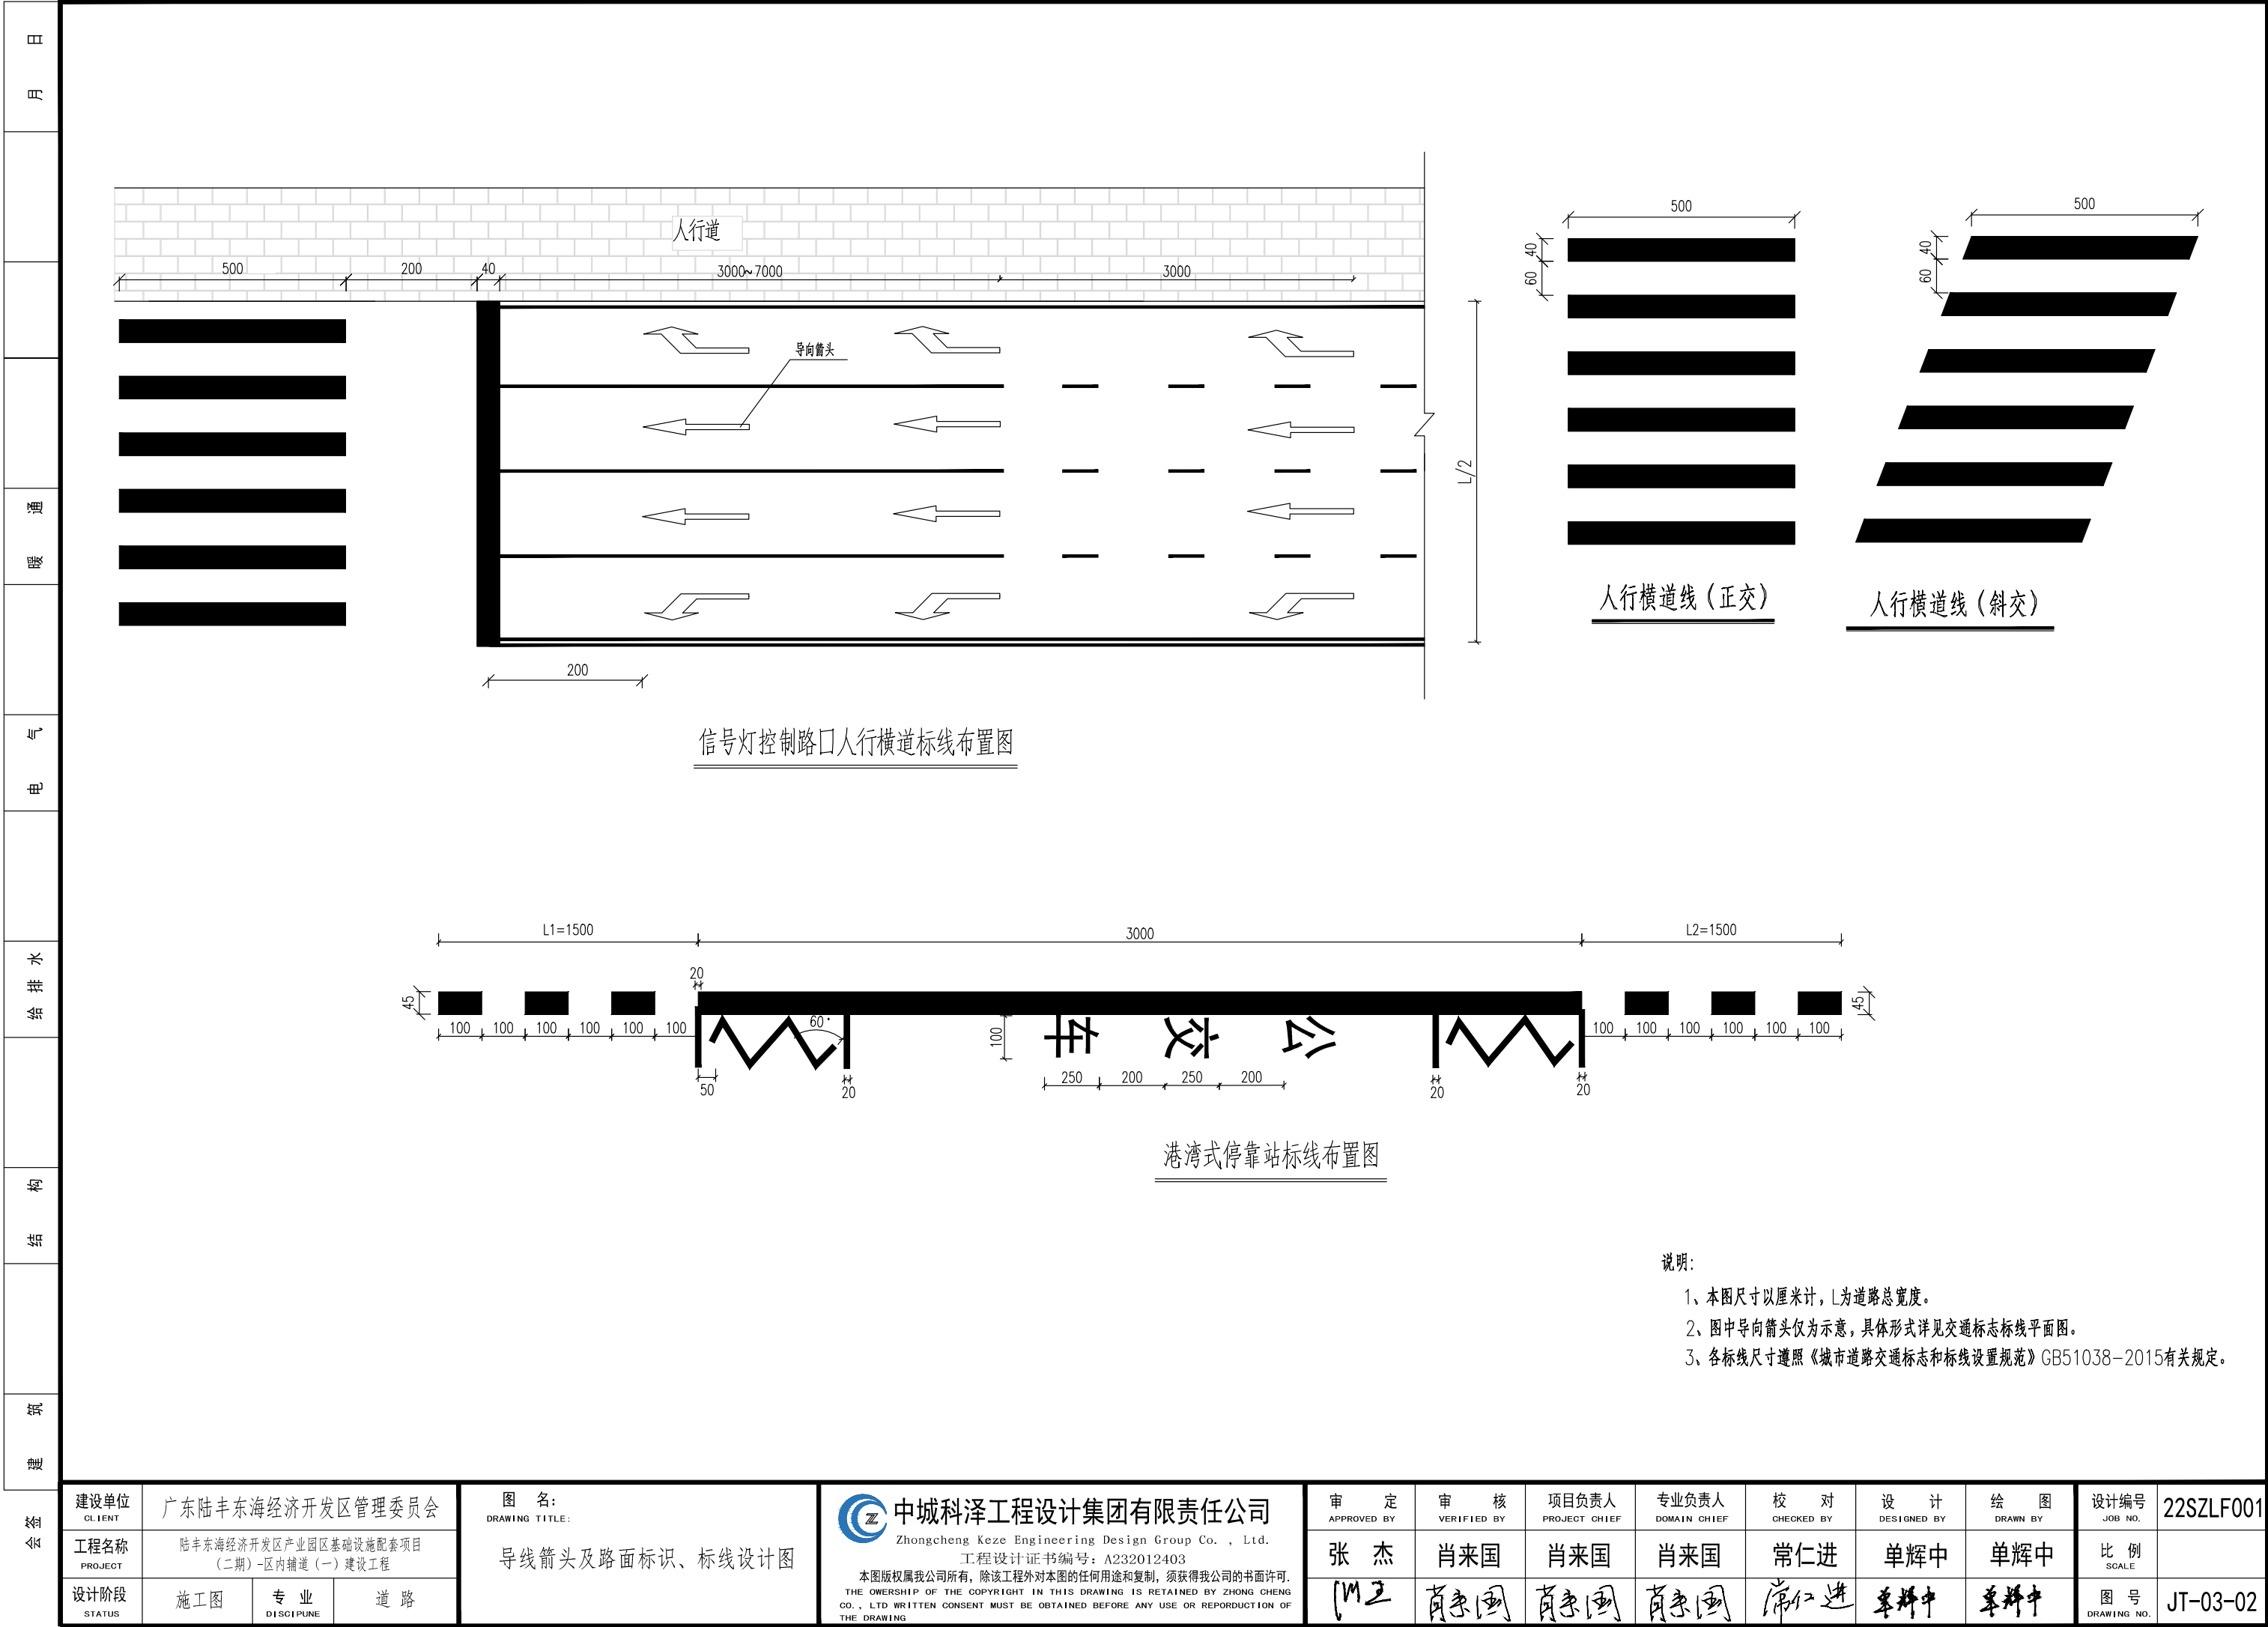 日
月
通
暖
气
电
水
排
给
构
结
筑
建
会 签
人行道
500
200
40
3000~7000
3000
导向箭头
L/2
200
信号灯控制路口人行横道标线布置图
500
40
60
人行横道线（正交）
500
40
60
人行横道线（斜交）
L1=1500
3000
L2=1500
45
20
100 100 100 100 100 100
60°
50
20
100
车 交 公
250 200 250 200
20
20
100 100 100 100 100 100
45
港湾式停靠站标线布置图
说明：
1、本图尺寸以厘米计，L为道路总宽度。
2、图中导向箭头仅为示意，具体形式详见交通标志标线平面图。
3、各标线尺寸遵照《城市道路交通标志和标线设置规范》GB51038-2015有关规定。
建设单位
CLIENT
广东陆丰东海经济开发区管理委员会
工程名称
PROJECT
陆丰东海经济开发区产业园区基础设施配套项目
（二期）-区内辅道（一）建设工程
设计阶段
STATUS
施工图
专 业
DISCIPUNE
道 路
图 名:
DRAWING TITLE:
导线箭头及路面标识、标线设计图
中城科泽工程设计集团有限责任公司
Zhongcheng Keze Engineering Design Group Co. , Ltd.
工程设计证书编号: A232012403
本图版权属我公司所有, 除该工程外对本图的任何用途和复制, 须获得我公司的书面许可.
THE OWERSHIP OF THE COPYRIGHT IN THIS DRAWING IS RETAINED BY ZHONG CHENG
CO., LTD WRITTEN CONSENT MUST BE OBTAINED BEFORE ANY USE OR REPORDUCTION OF
THE DRAWING
审 定
APPROVED BY
张 杰
审 核
VERIFIED BY
肖来国
肖来国
项目负责人
PROJECT CHIEF
肖来国
肖来国
专业负责人
DOMAIN CHIEF
肖来国
肖来国
校 对
CHECKED BY
常仁进
常仁进
设 计
DESIGNED BY
单辉中
单辉中
绘 图
DRAWN BY
单辉中
单辉中
设计编号
JOB NO.
22SZLF001
比 例
SCALE
图 号
DRAWING NO.
JT-03-02